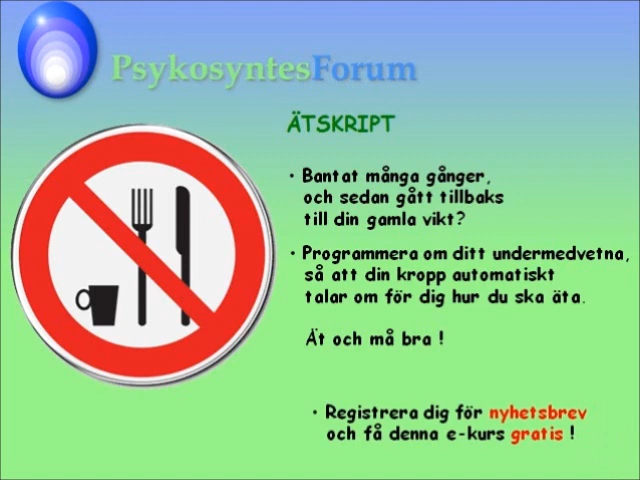 PsykosyntesForum
ÄTSKRIPT
• Bantat många gånger,
och sedan gått tillbaks
till din gamla vikt?
• Programmera om ditt undermedvetna,
så att din kropp automatiskt
talar om för dig hur du ska äta.
Ät och må bra !
• Registrera dig för nyhetsbrev
och få denna e-kurs gratis !